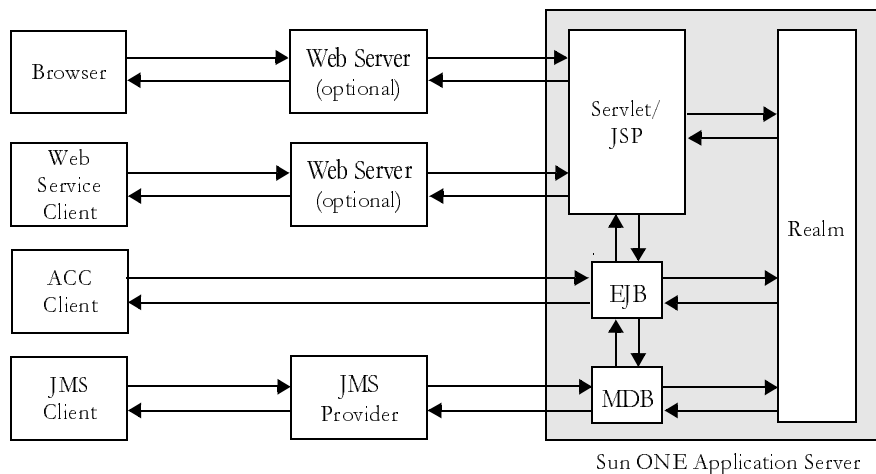 Browser
Web Server
(optional)
Servlet/
JSP
Web
Service
Client
Web Server
(optional)
Realm
ACC
Client
EJB
JMS
Client
JMS
Provider
MDB
Sun ONE Application Server